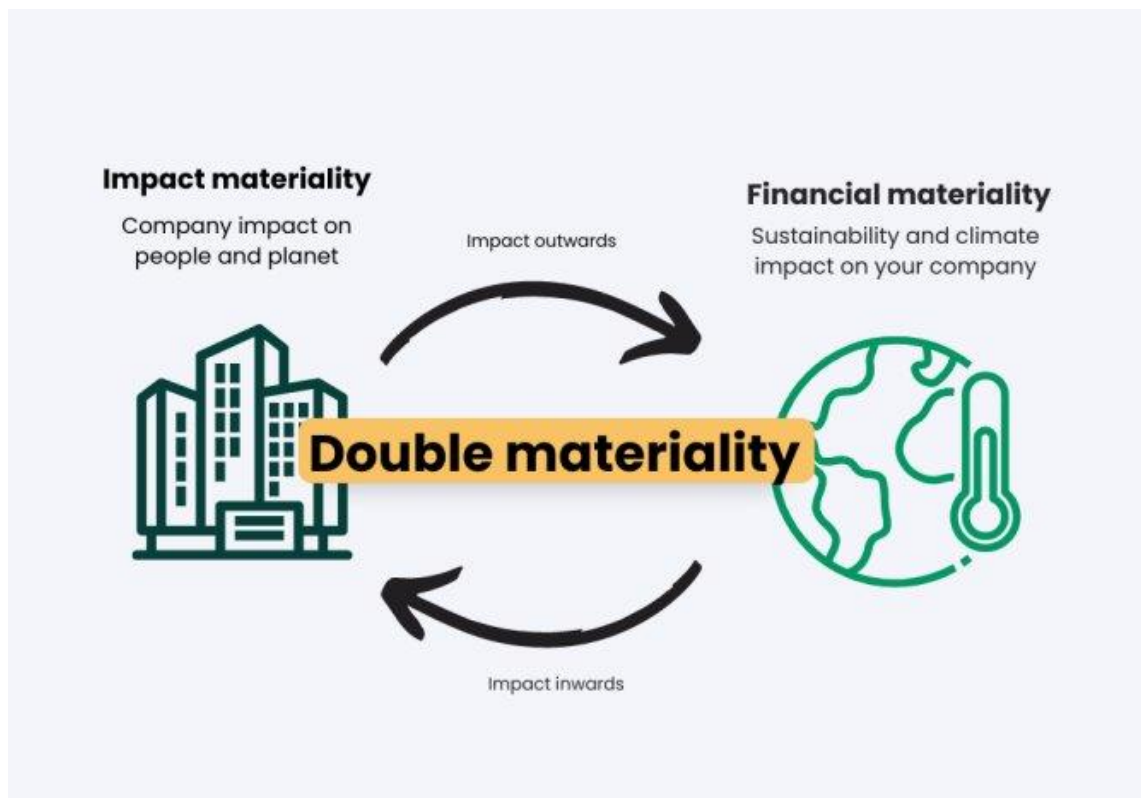 Impact materiality
Company impact on
people and planet
Impact outwards
Financial materiality
Sustainability and climate
impact on your company
Double materiality
Impact inwards